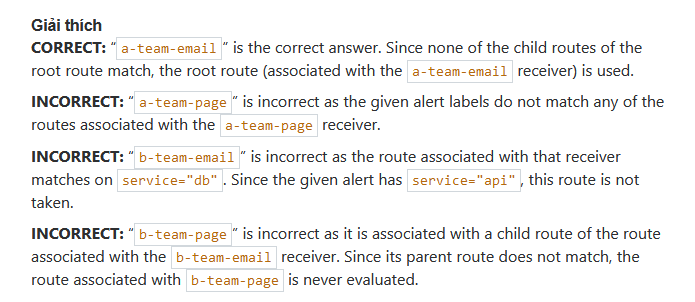 Giải thích
CORRECT: “a-team-email” is the correct answer. Since none of the child routes of the
root route match, the root route (associated with the a-team-email receiver) is used.
INCORRECT: “a-team-page” is incorrect as the given alert labels do not match any of the
routes associated with the a-team-page receiver.
INCORRECT: “b-team-email” is incorrect as the route associated with that receiver
matches on service="db". Since the given alert has service="api", this route is not
taken.
INCORRECT: “b-team-page” is incorrect as it is associated with a child route of the route
associated with the b-team-email receiver. Since its parent route does not match, the
route associated with b-team-page is never evaluated.